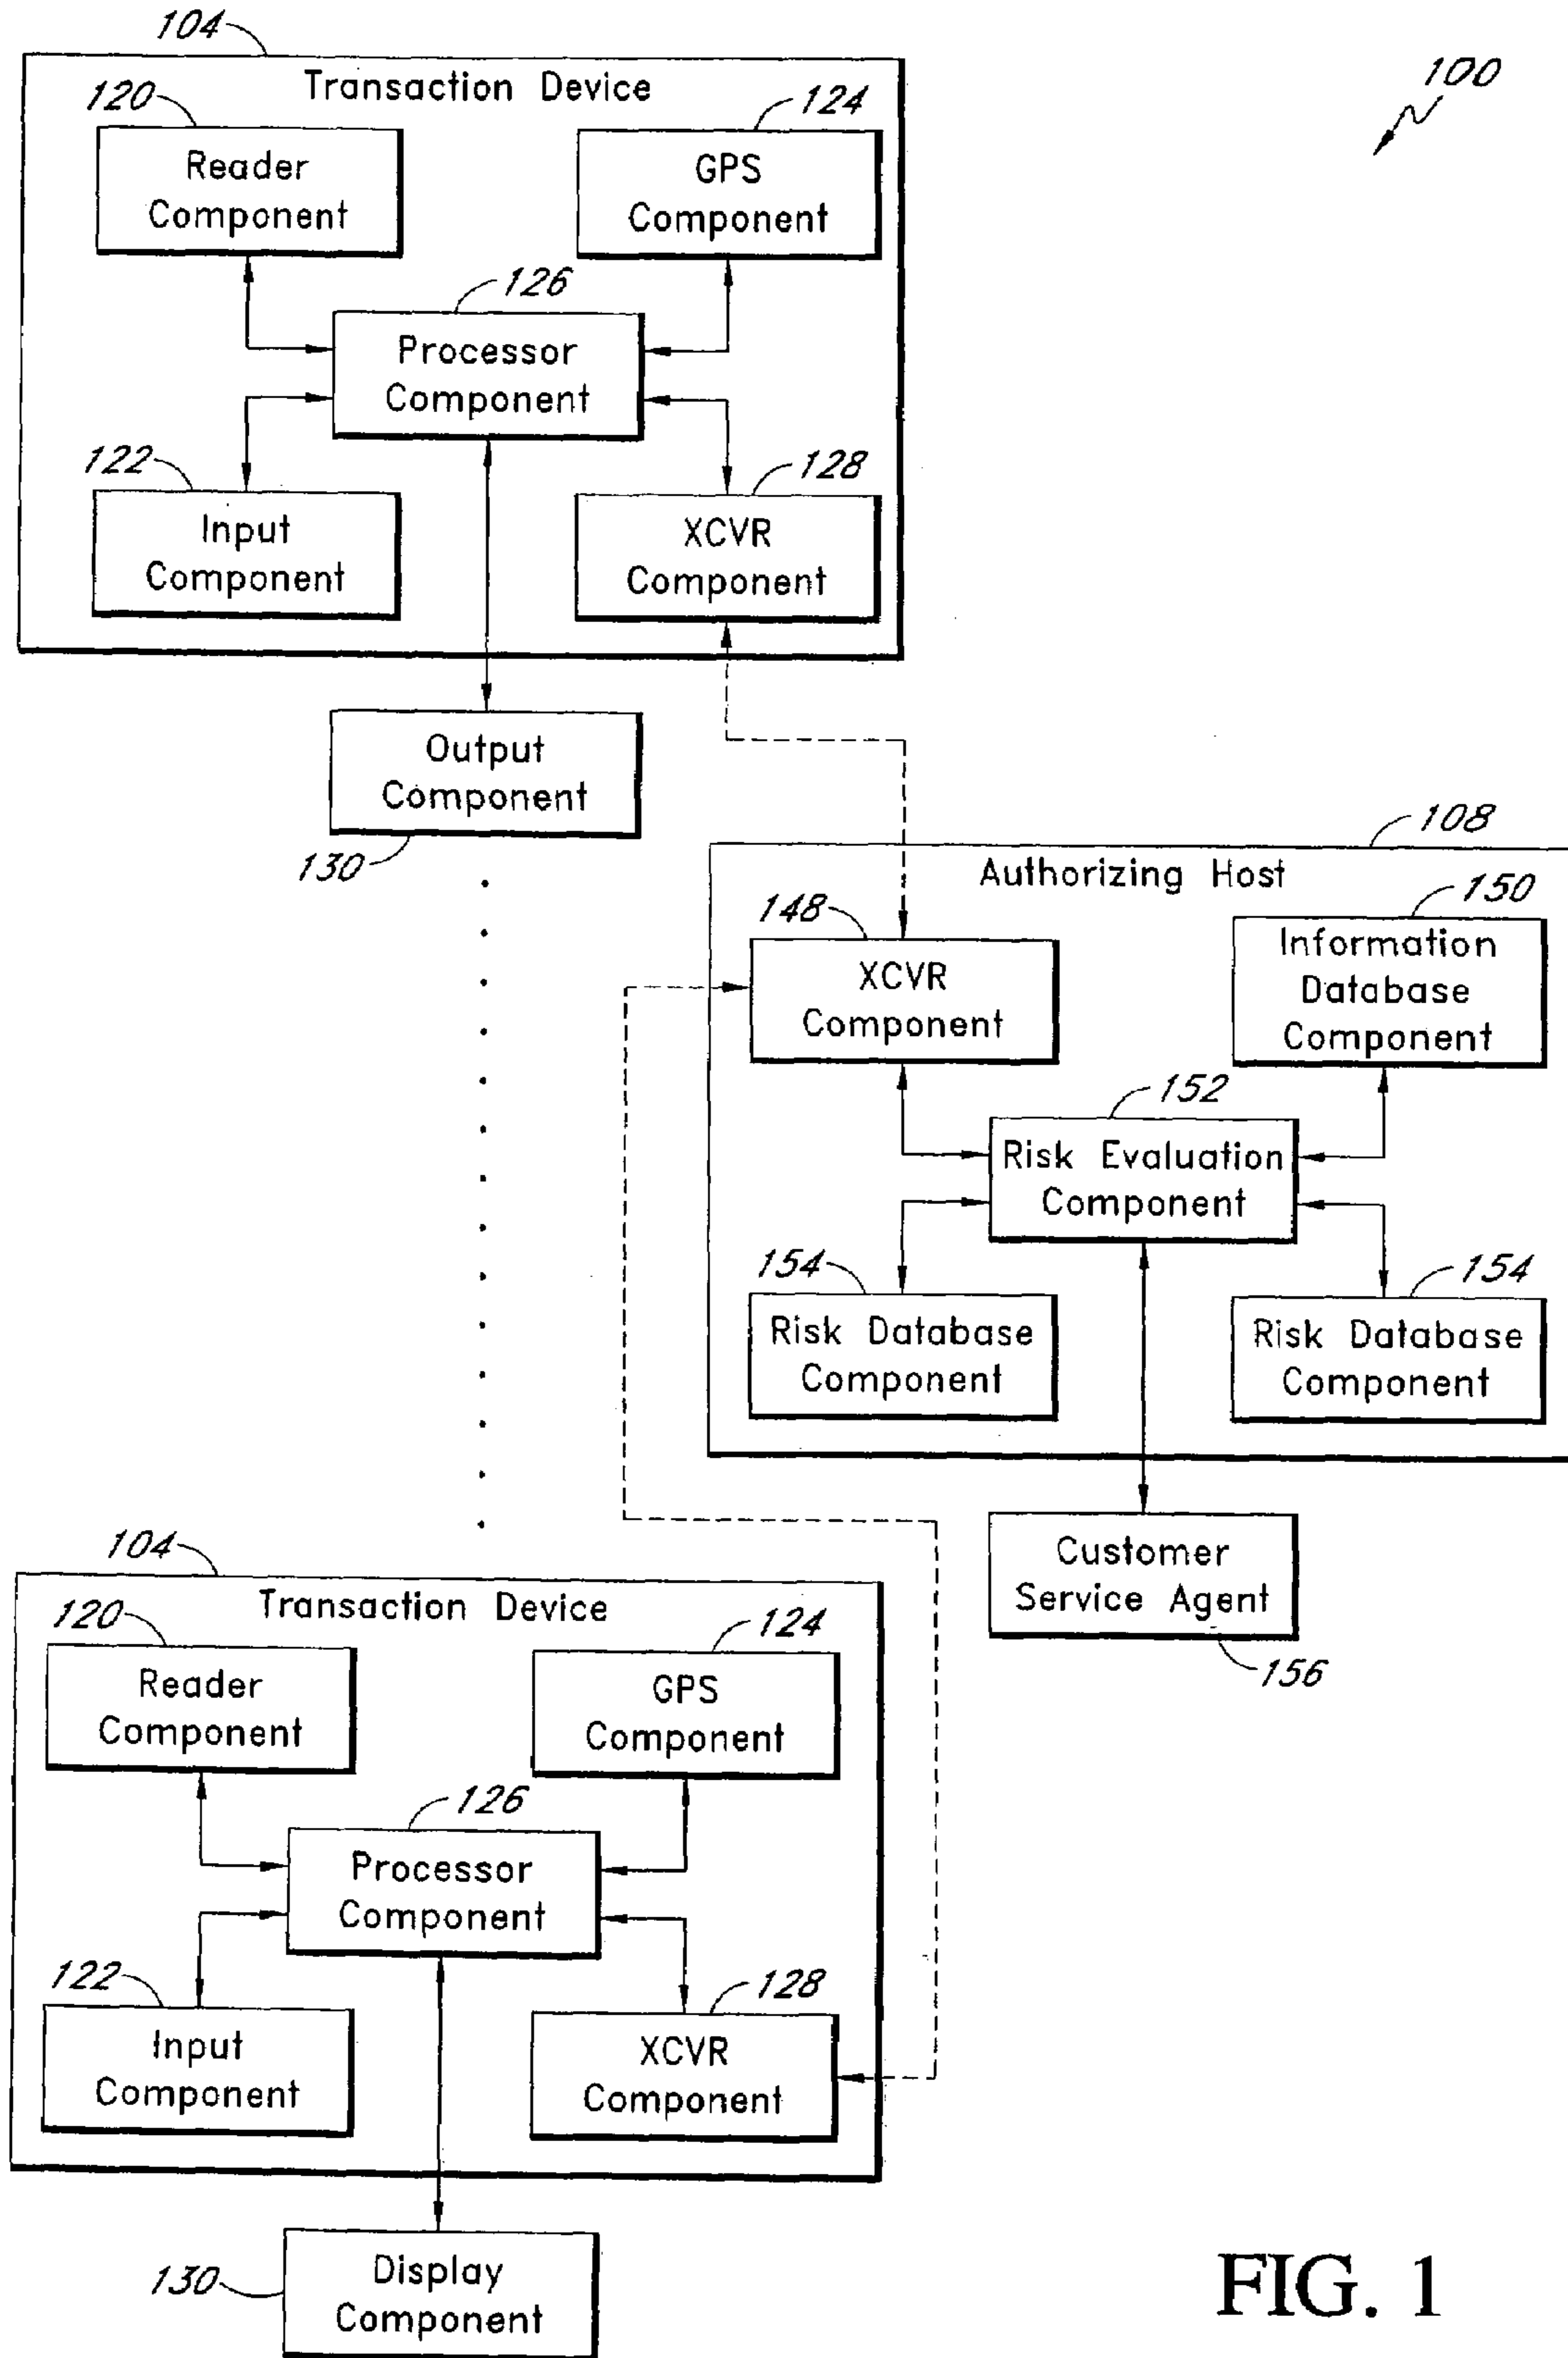 104
Transaction Device
100
120
124
Reader
Component
GPS
Component
126
Processor
Component
122
128
Input
Component
XCVR
Component
Output
Component
130
108
Authorizing Host
148
150
XCVR
Component
Information
Database
Component
152
Risk Evaluation
Component
154
154
Risk Database
Component
Risk Database
Component
Customer
Service Agent
156
104
Transaction Device
120
124
Reader
Component
GPS
Component
126
Processor
Component
122
128
Input
Component
XCVR
Component
130
Display
Component
FIG. 1